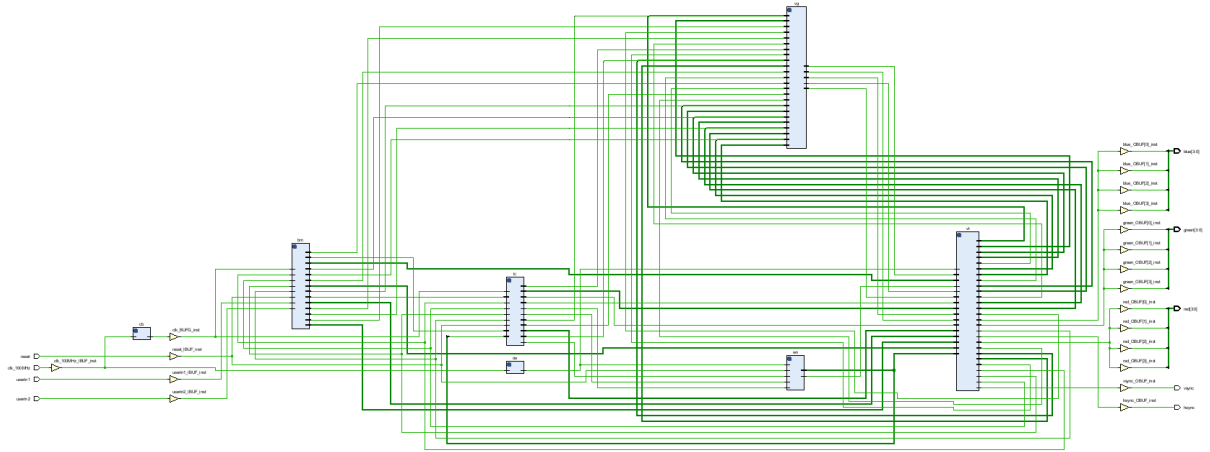 vg
blue_OBUF[0]_inst
blue[3:0]
blue_OBUF[1]_inst
blue_OBUF[2]_inst
blue_OBUF[3]_inst
green_OBUF[0]_inst
green[3:0]
green_OBUF[1]_inst
green_OBUF[2]_inst
green_OBUF[3]_inst
red_OBUF[0]_inst
red[3:0]
red_OBUF[1]_inst
red_OBUF[2]_inst
red_OBUF[3]_inst
clk_BUFG_inst
reset
reset_IBUF_inst
clk_100MHz
clk_100MHz_IBUF_inst
userin1
userin1_IBUF_inst
userin2
userin2_IBUF_inst
vsync_OBUF_inst
vsync
hsync_OBUF_inst
hsync